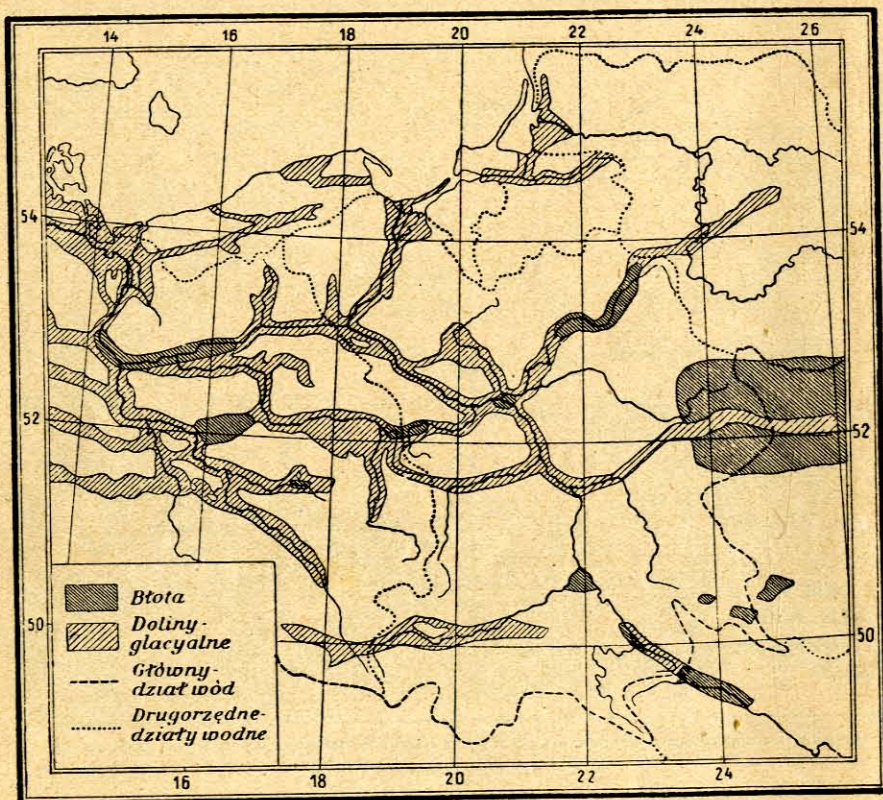 14 16 18 20 22 24 26
54 54
52 52
50 50
Błota
Doliny-
glacyalne
Główny-
dział wód
Drugorzędne-
działy wodne
16 18 20 22 24